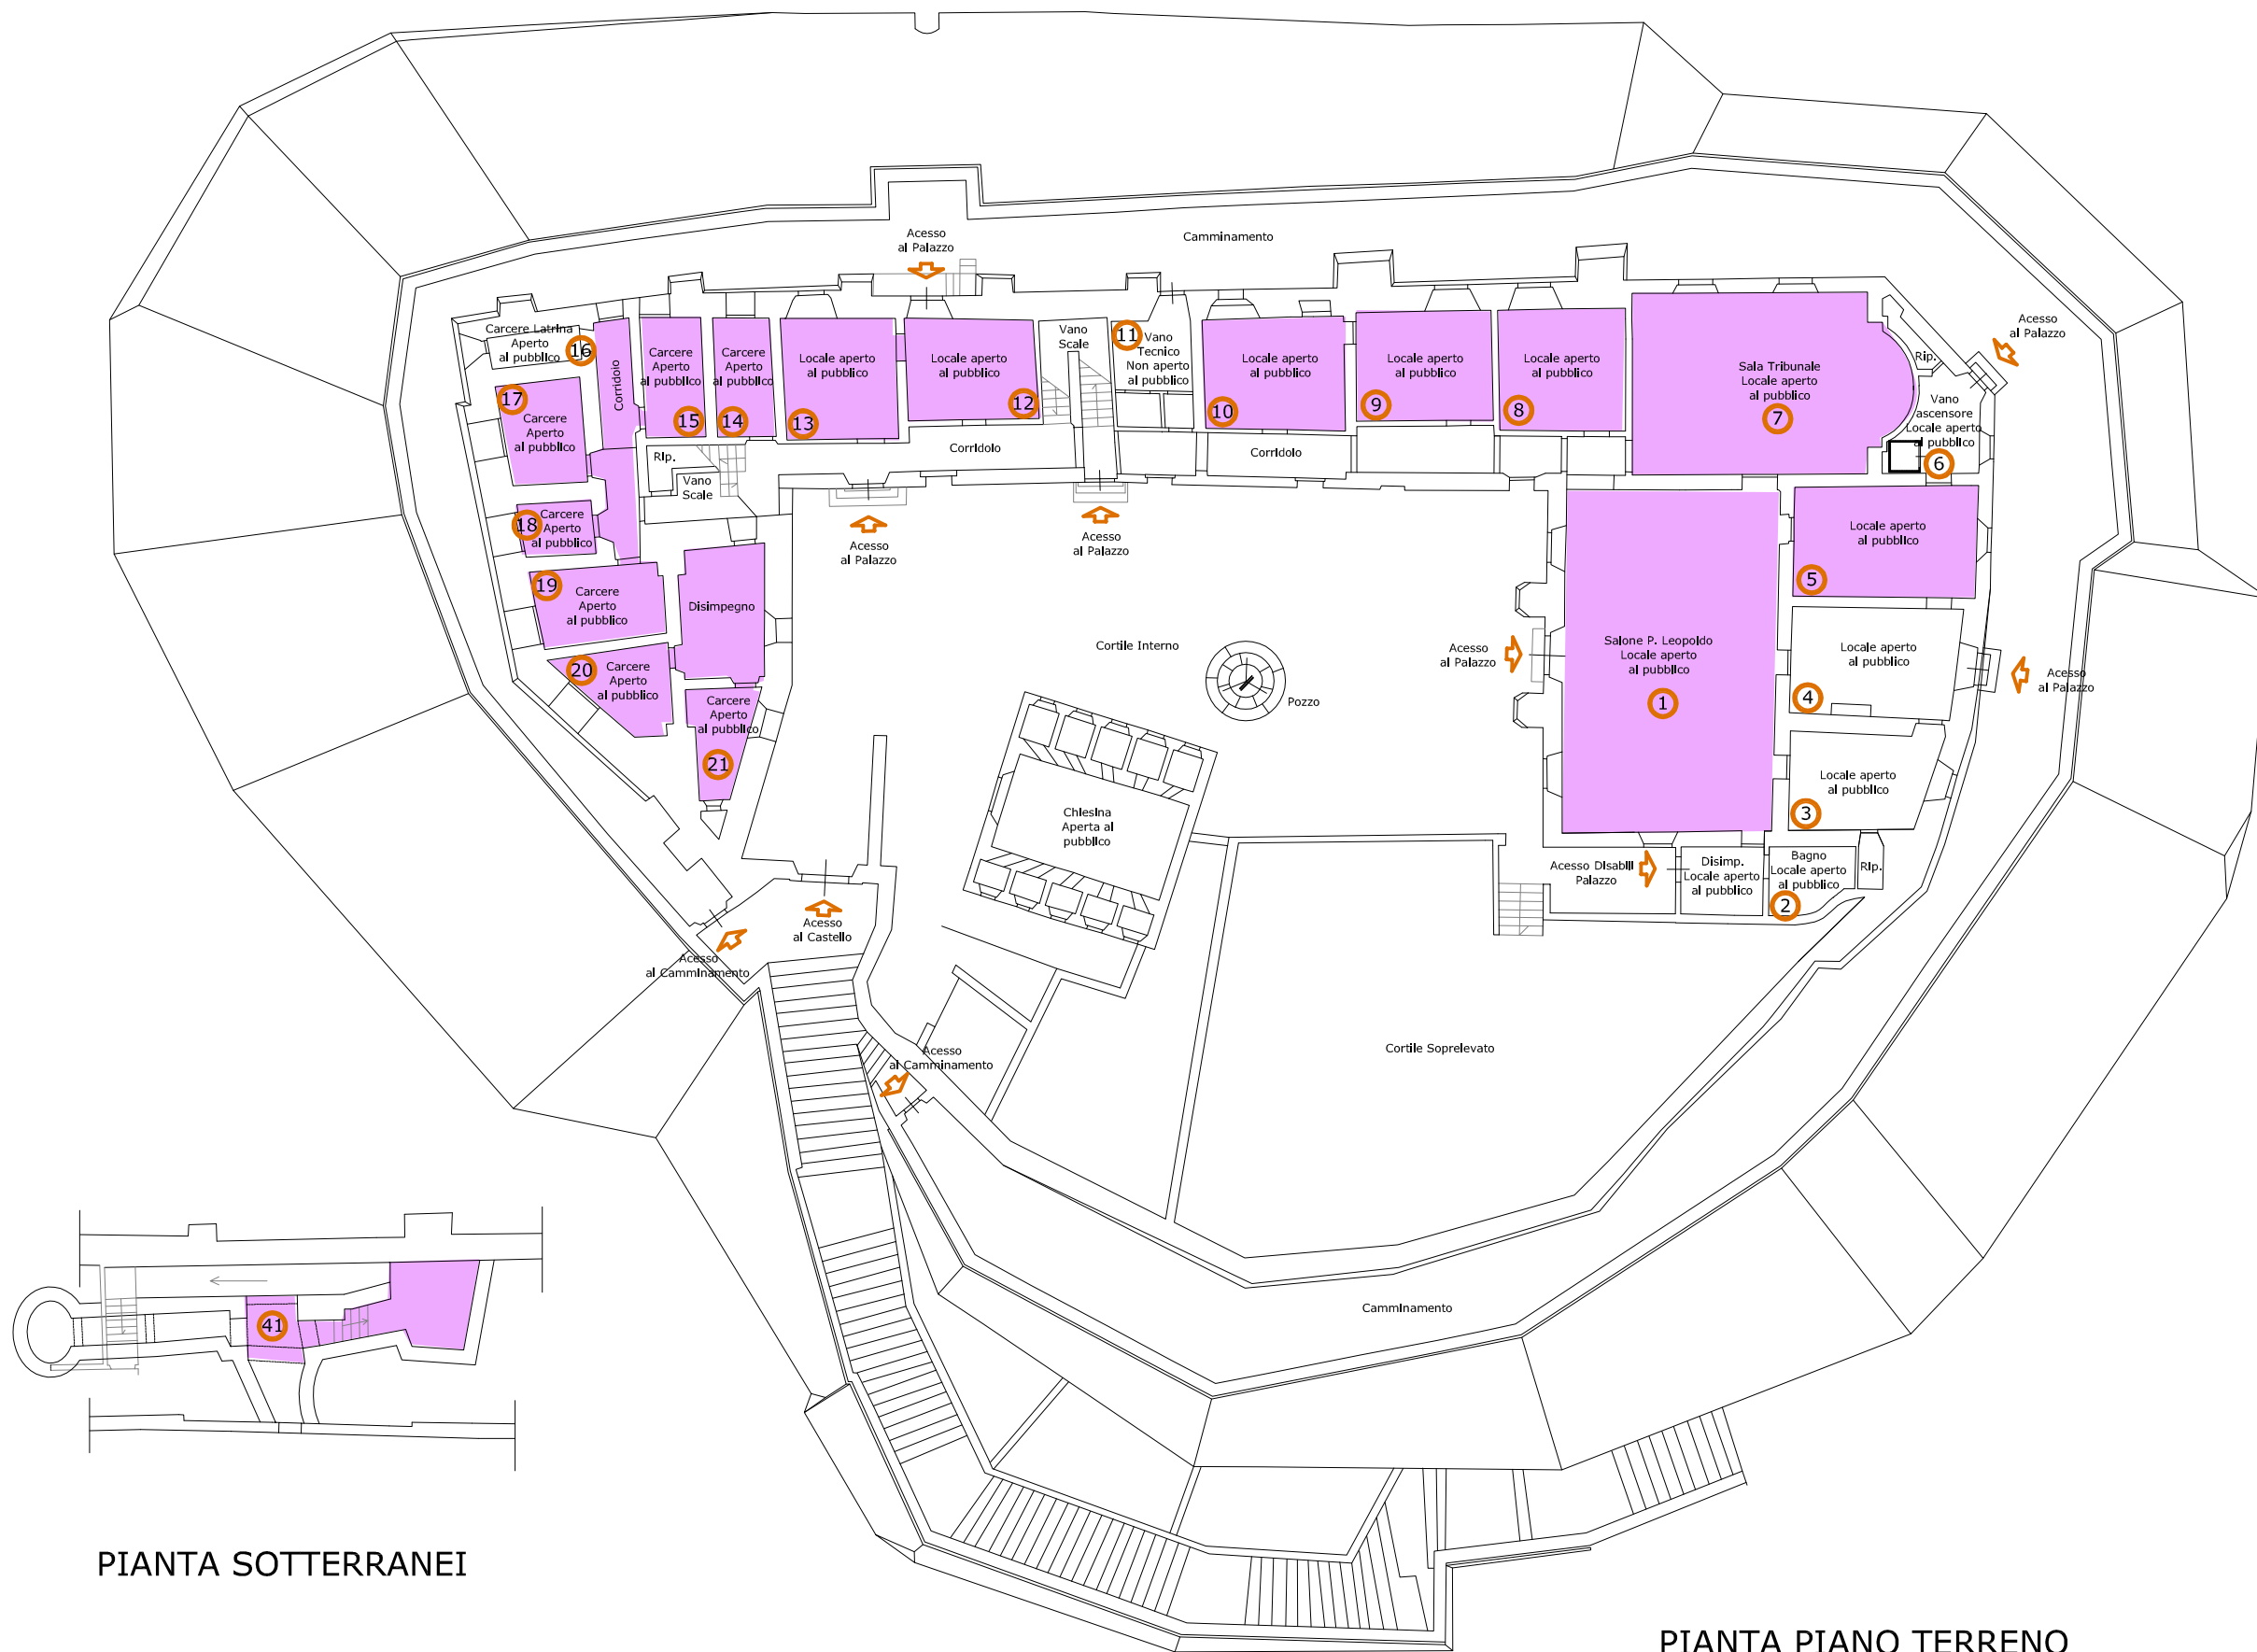 Acesso
al Palazzo
Camminamento
Acesso
al Palazzo
Carcere Latrina
Aperto
al pubblico
16
Corridoio
Carcere
Aperto
al pubblico
15
Carcere
Aperto
al pubblico
14
Locale aperto
al pubblico
13
Locale aperto
al pubblico
12
Vano
Scale
11
Vano
Tecnico
Non aperto
al pubblico
Locale aperto
al pubblico
10
Locale aperto
al pubblico
9
Locale aperto
al pubblico
8
Sala Tribunale
Locale aperto
al pubblico
7
Rip.
Vano
ascensore
Locale aperto
al pubblico
6
17
Carcere
Aperto
al pubblico
Rip.
Vano
Scale
Corridoio
Corridoio
18
Carcere
Aperto
al pubblico
Acesso
al Palazzo
Acesso
al Palazzo
Locale aperto
al pubblico
5
19
Carcere
Aperto
al pubblico
Disimpegno
Cortile Interno
Pozzo
Acesso
al Palazzo
Salone P. Leopoldo
Locale aperto
al pubblico
1
Locale aperto
al pubblico
4
Acesso
al Palazzo
20
Carcere
Aperto
al pubblico
Carcere
Aperto
al pubblico
21
Locale aperto
al pubblico
3
Chiesina
Aperta al
pubblico
Acesso Disabili
Palazzo
Disimp.
Locale aperto
al pubblico
Bagno
Locale aperto
al pubblico
2
Rip.
Acesso
al Castello
Acesso
al Camminamento
Acesso
al Camminamento
Cortile Soprelevato
Camminamento
41
PIANTA SOTTERRANEI
PIANTA PIANO TERRENO